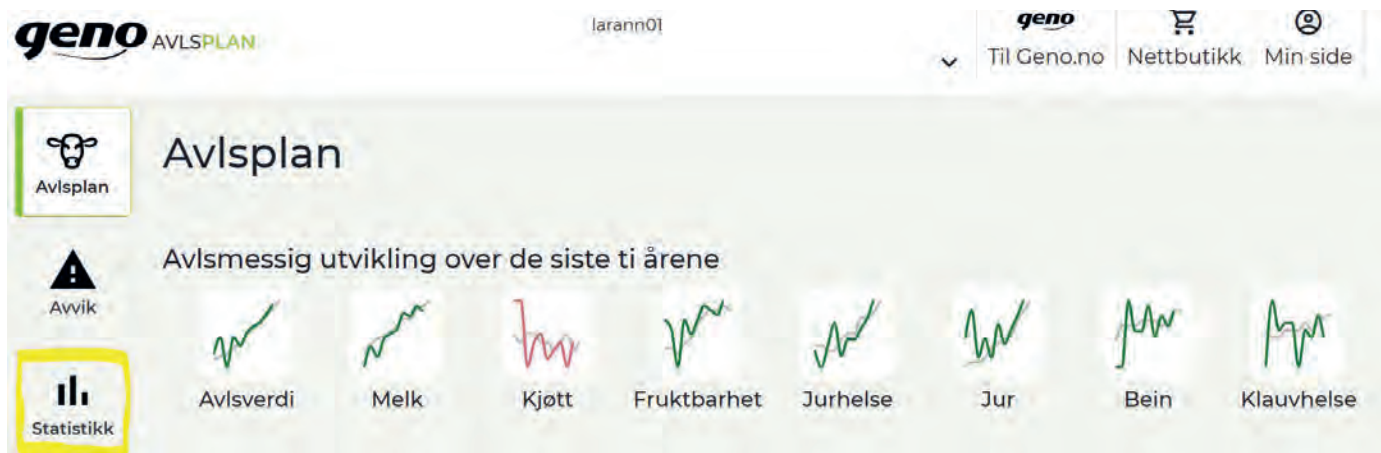 geno AVLSPLAN
larann01
geno
Til Geno.no
Nettbutikk
Min side
Avlsplan
Avlsplan
Avlsmessig utvikling over de siste ti årene
Avvik
Avlsverdi
Melk
Kjøtt
Fruktbarhet
Jurhelse
Jur
Bein
Klauvhelse
Statistikk